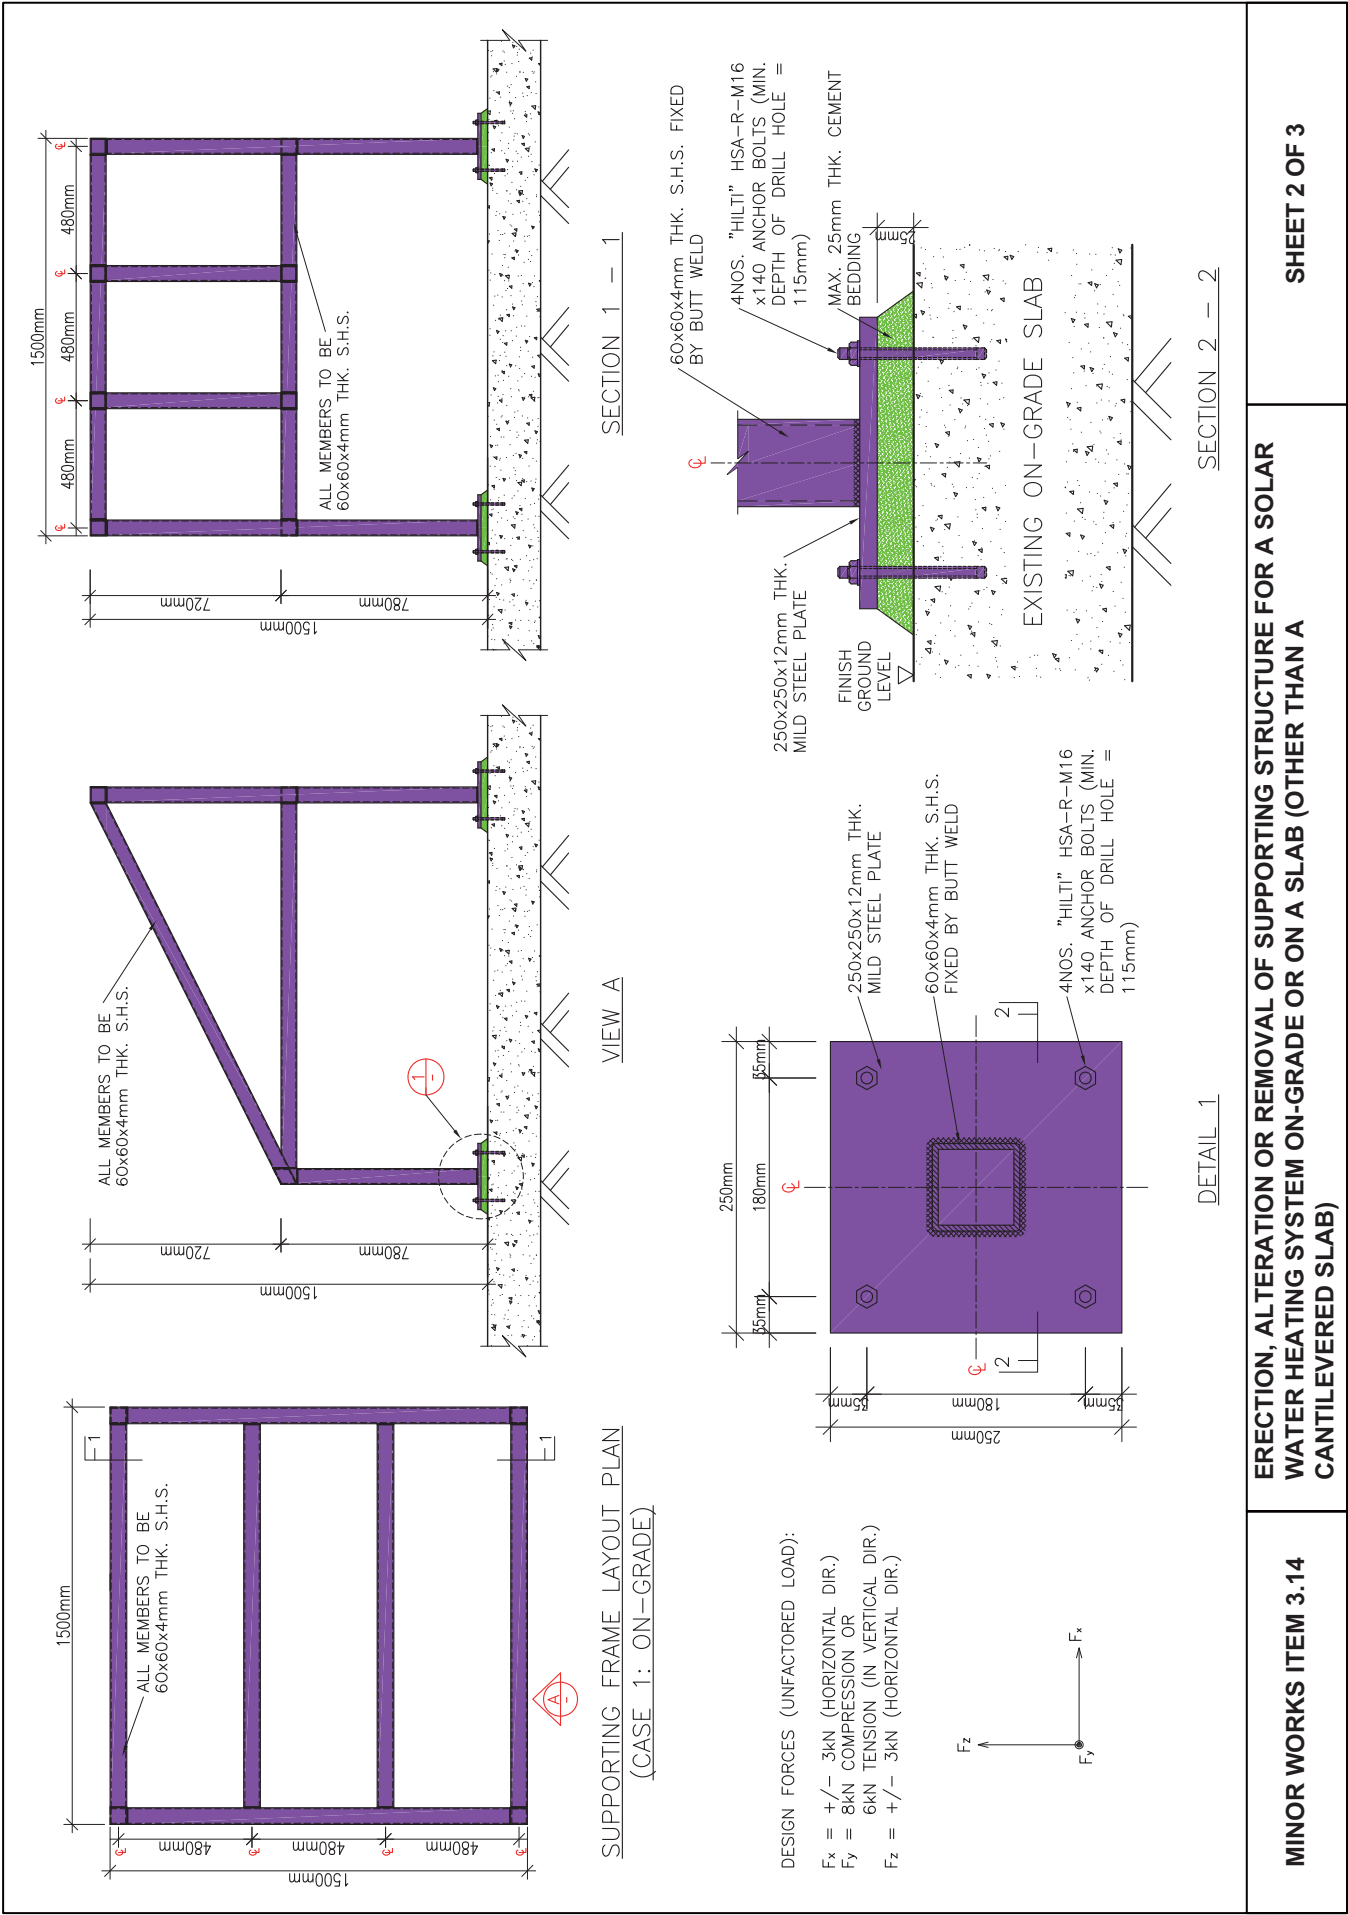 1500mm
ALL MEMBERS TO BE
60x60x4mm THK. S.H.S.
1
1
480mm
480mm
480mm
1500mm
℄
℄
℄
℄
A
-
SUPPORTING FRAME LAYOUT PLAN
(CASE 1: ON-GRADE)
ALL MEMBERS TO BE
60x60x4mm THK. S.H.S.
720mm
780mm
1500mm
1
-
VIEW A
1500mm
480mm
480mm
480mm
℄
℄
℄
℄
720mm
780mm
1500mm
ALL MEMBERS TO BE
60x60x4mm THK. S.H.S.
SECTION 1 - 1
DESIGN FORCES (UNFACTORED LOAD):
Fx = +/- 3kN (HORIZONTAL DIR.)
Fy = 8kN COMPRESSION OR
6kN TENSION (IN VERTICAL DIR.)
Fz = +/- 3kN (HORIZONTAL DIR.)
Fz
Fx
Fy
250mm
35mm
180mm
35mm
℄
35mm
180mm
35mm
250mm
℄
2
2
250x250x12mm THK.
MILD STEEL PLATE
60x60x4mm THK. S.H.S.
FIXED BY BUTT WELD
4NOS. "HILTI" HSA-R-M16
x140 ANCHOR BOLTS (MIN.
DEPTH OF DRILL HOLE =
115mm)
DETAIL 1
60x60x4mm THK. S.H.S. FIXED
BY BUTT WELD
4NOS. "HILTI" HSA-R-M16
x140 ANCHOR BOLTS (MIN.
DEPTH OF DRILL HOLE =
115mm)
MAX. 25mm THK. CEMENT
BEDDING
25mm
℄
250x250x12mm THK.
MILD STEEL PLATE
FINISH
GROUND
LEVEL
EXISTING ON-GRADE SLAB
SECTION 2 - 2
MINOR WORKS ITEM 3.14
ERECTION, ALTERATION OR REMOVAL OF SUPPORTING STRUCTURE FOR A SOLAR
WATER HEATING SYSTEM ON-GRADE OR ON A SLAB (OTHER THAN A
CANTILEVERED SLAB)
SHEET 2 OF 3